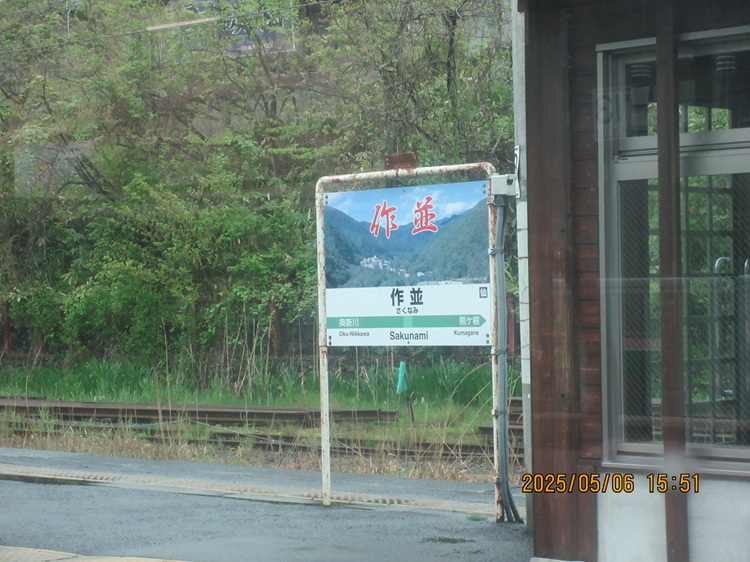 作並
作並
仙
さくなみ
奥新川 熊ケ根
Oku-Nikkawa Sakunami Kumagane
2025/05/06 15:51